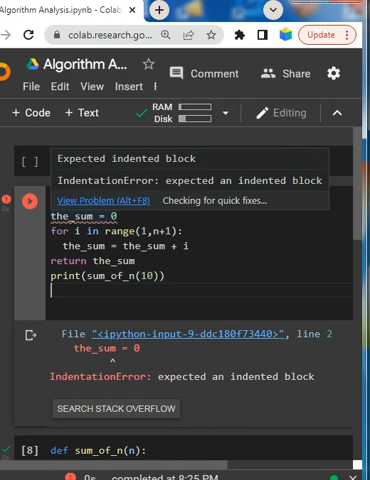 Algorithm Analysis.ipynb - Colab
colab.research.go...
Update
Algorithm A...
Comment
Share
File Edit View Insert
+ Code + Text
RAM
Disk
Editing
[ ]
Expected indented block
IndentationError: expected an indented block
View Problem (Alt+F8) Checking for quick fixes...
the_sum = 0
for i in range(1,n+1):
the_sum = the_sum + i
return the_sum
print(sum_of_n(10))
File "<ipython-input-9-ddc180f73440>", line 2
the_sum = 0
^
IndentationError: expected an indented block
SEARCH STACK OVERFLOW
[8] def sum_of_n(n):
0s completed at 8:25 PM